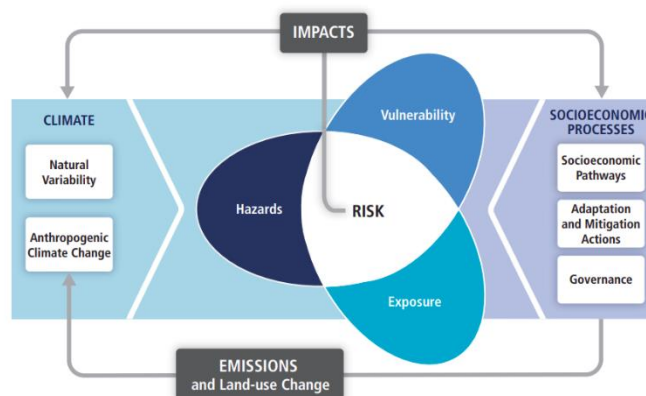 IMPACTS
CLIMATE
Natural
Variability
Anthropogenic
Climate Change
Vulnerability
Hazards
RISK
Exposure
SOCIOECONOMIC
PROCESSES
Socioeconomic
Pathways
Adaptation
and Mitigation
Actions
Governance
EMISSIONS
and Land-use Change